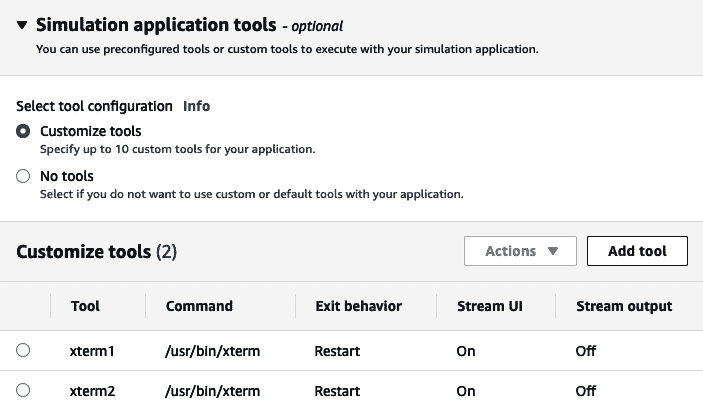 Simulation application tools - optional
You can use preconfigured tools or custom tools to execute with your simulation application.
Select tool configuration Info
Customize tools
Specify up to 10 custom tools for your application.
No tools
Select if you do not want to use custom or default tools with your application.
Customize tools (2) Actions Add tool
Tool Command Exit behavior Stream UI Stream output
xterm1 /usr/bin/xterm Restart On Off
xterm2 /usr/bin/xterm Restart On Off